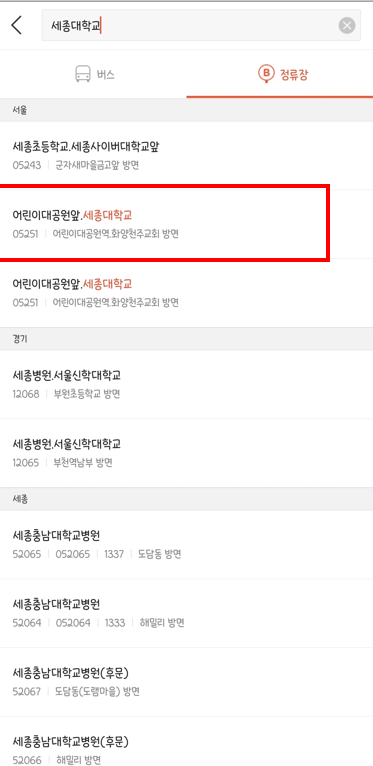 세종대학교
버스
B 정류장
서울
세종초등학교.세종사이버대학교앞
05243 | 군자새마을금고앞 방면
어린이대공원앞.세종대학교
05251 | 어린이대공원역.화양천주교회 방면
어린이대공원앞.세종대학교
05251 | 어린이대공원역.화양천주교회 방면
경기
세종병원.서울신학대학교
12068 | 부원초등학교 방면
세종병원.서울신학대학교
12065 | 부천역남부 방면
세종
세종충남대학교병원
52065 | 052065 | 1337 | 도담동 방면
세종충남대학교병원
52064 | 052064 | 1333 | 해밀리 방면
세종충남대학교병원(후문)
52067 | 도담동(도램마을) 방면
세종충남대학교병원(후문)
52066 | 해밀리 방면